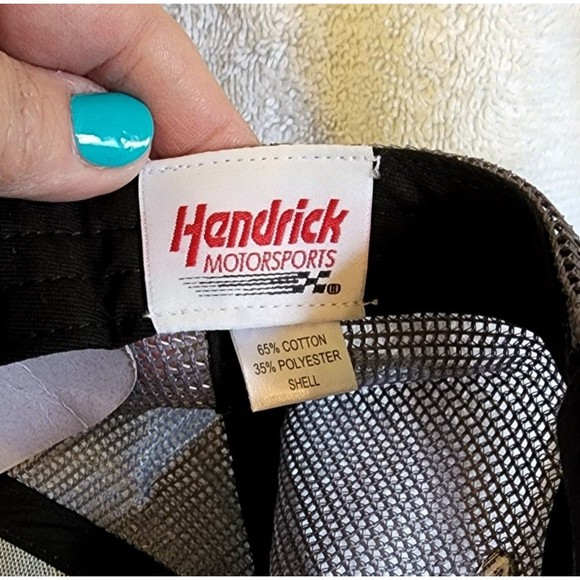 Hendrick
MOTORSPORTS
®
65% COTTON
35% POLYESTER
SHELL